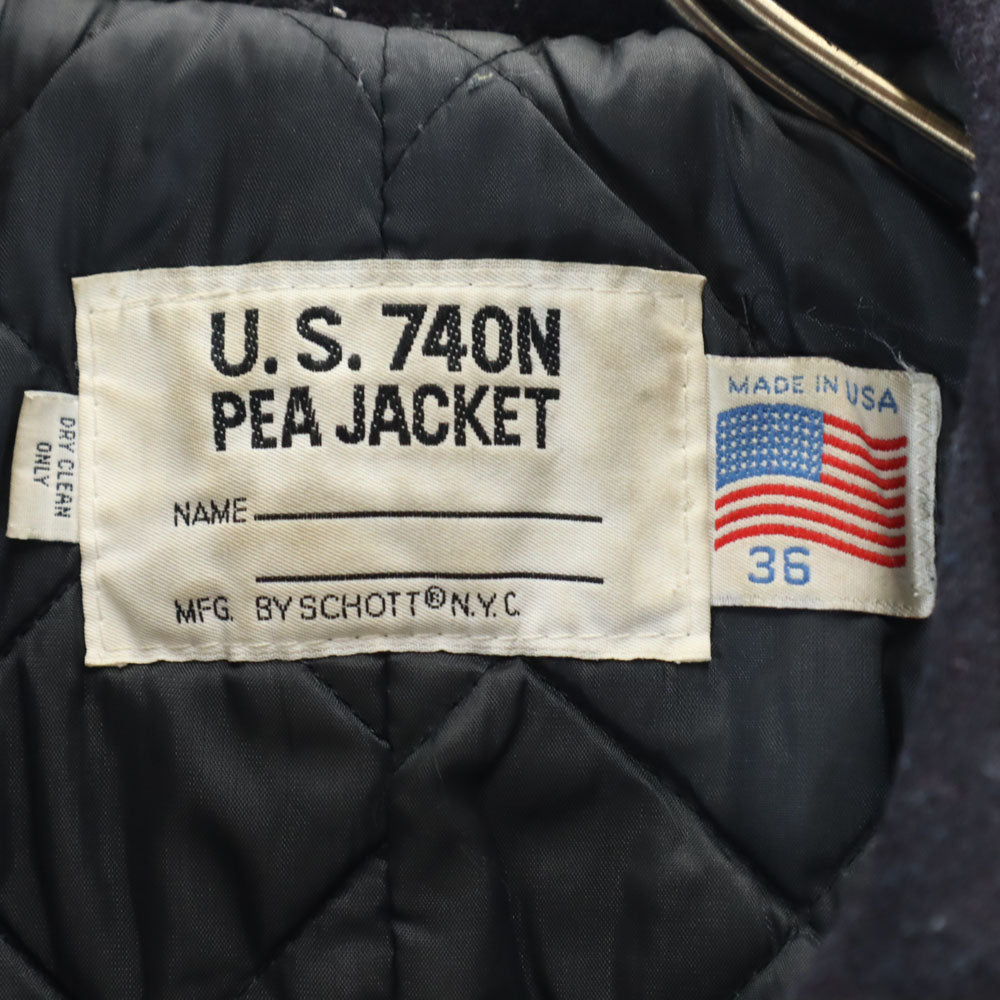 U. S. 740N
PEA JACKET
NAME
MFG. BY SCHOTT® N.Y.C.
DRY CLEAN
ONLY
MADE IN USA
36